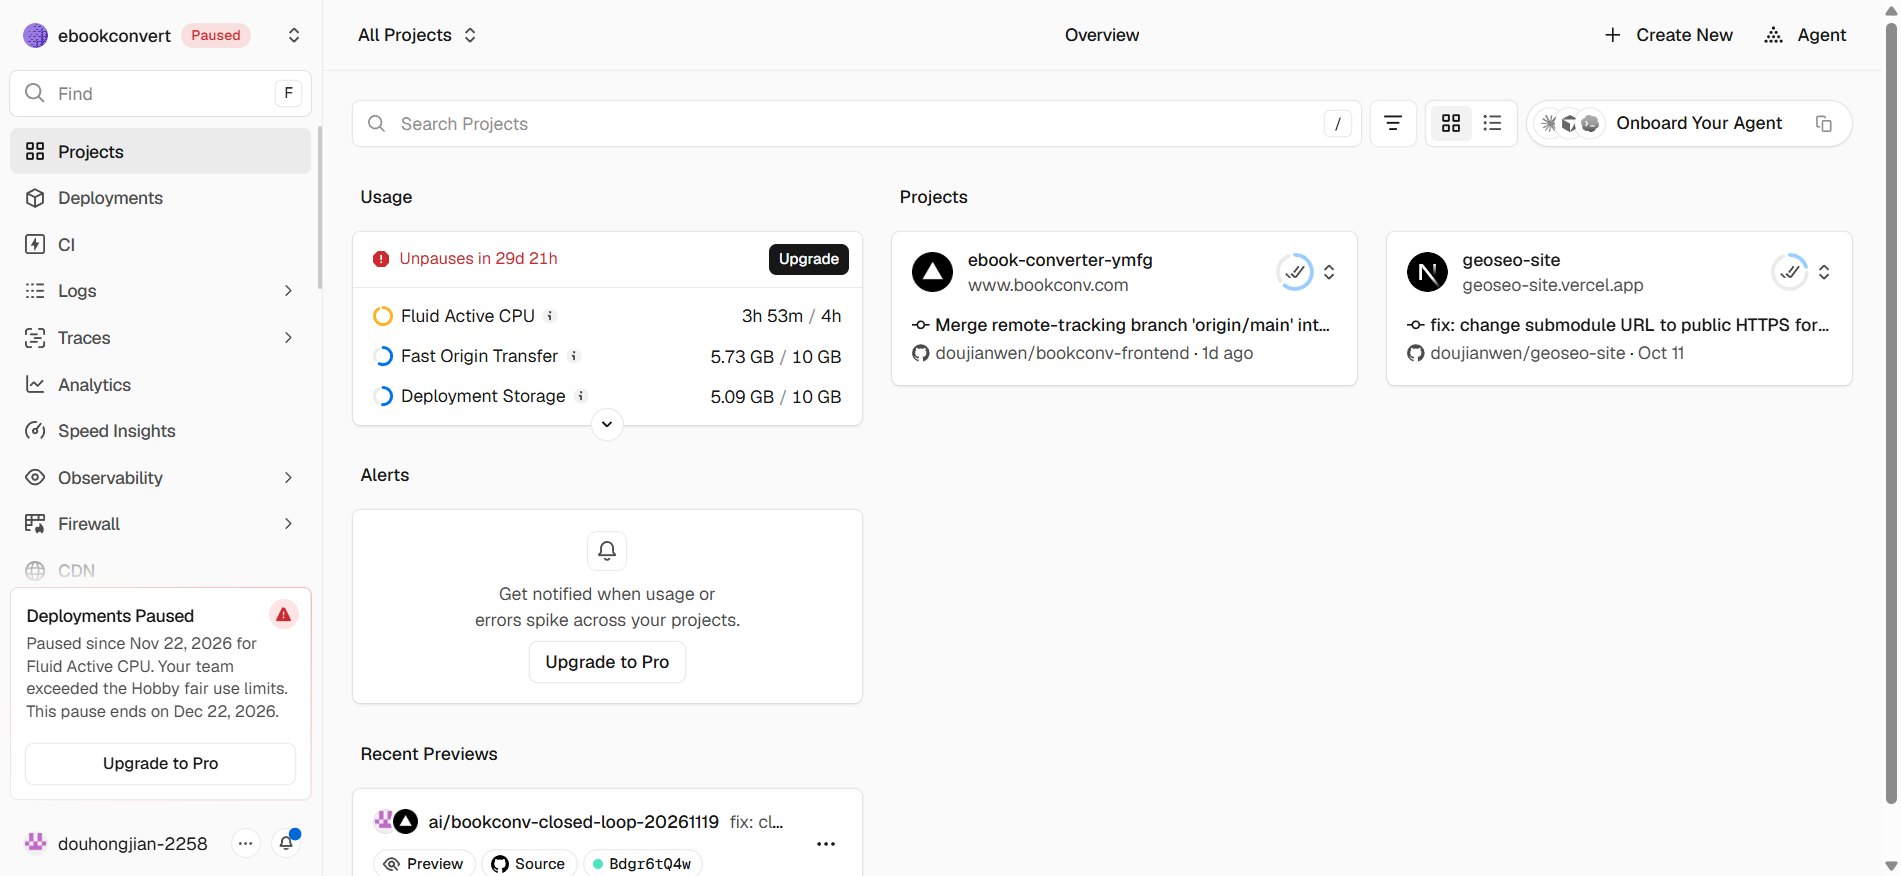 ebookconvert Paused
Find F
Projects
Deployments
CI
Logs
Traces
Analytics
Speed Insights
Observability
Firewall
CDN
Deployments Paused
Paused since Nov 22, 2026 for
Fluid Active CPU. Your team
exceeded the Hobby fair use limits.
This pause ends on Dec 22, 2026.
Upgrade to Pro
douhongjian-2258
All Projects
Overview
Create New
Agent
Search Projects /
Onboard Your Agent
Usage
Unpauses in 29d 21h Upgrade
Fluid Active CPU 3h 53m / 4h
Fast Origin Transfer 5.73 GB / 10 GB
Deployment Storage 5.09 GB / 10 GB
Alerts
Get notified when usage or
errors spike across your projects.
Upgrade to Pro
Recent Previews
ai/bookconv-closed-loop-20261119 fix: cl...
Preview Source Bdgr6tQ4w
Projects
ebook-converter-ymfg
www.bookconv.com
Merge remote-tracking branch 'origin/main' int...
doujianwen/bookconv-frontend · 1d ago
geoseo-site
geoseo-site.vercel.app
fix: change submodule URL to public HTTPS for...
doujianwen/geoseo-site · Oct 11